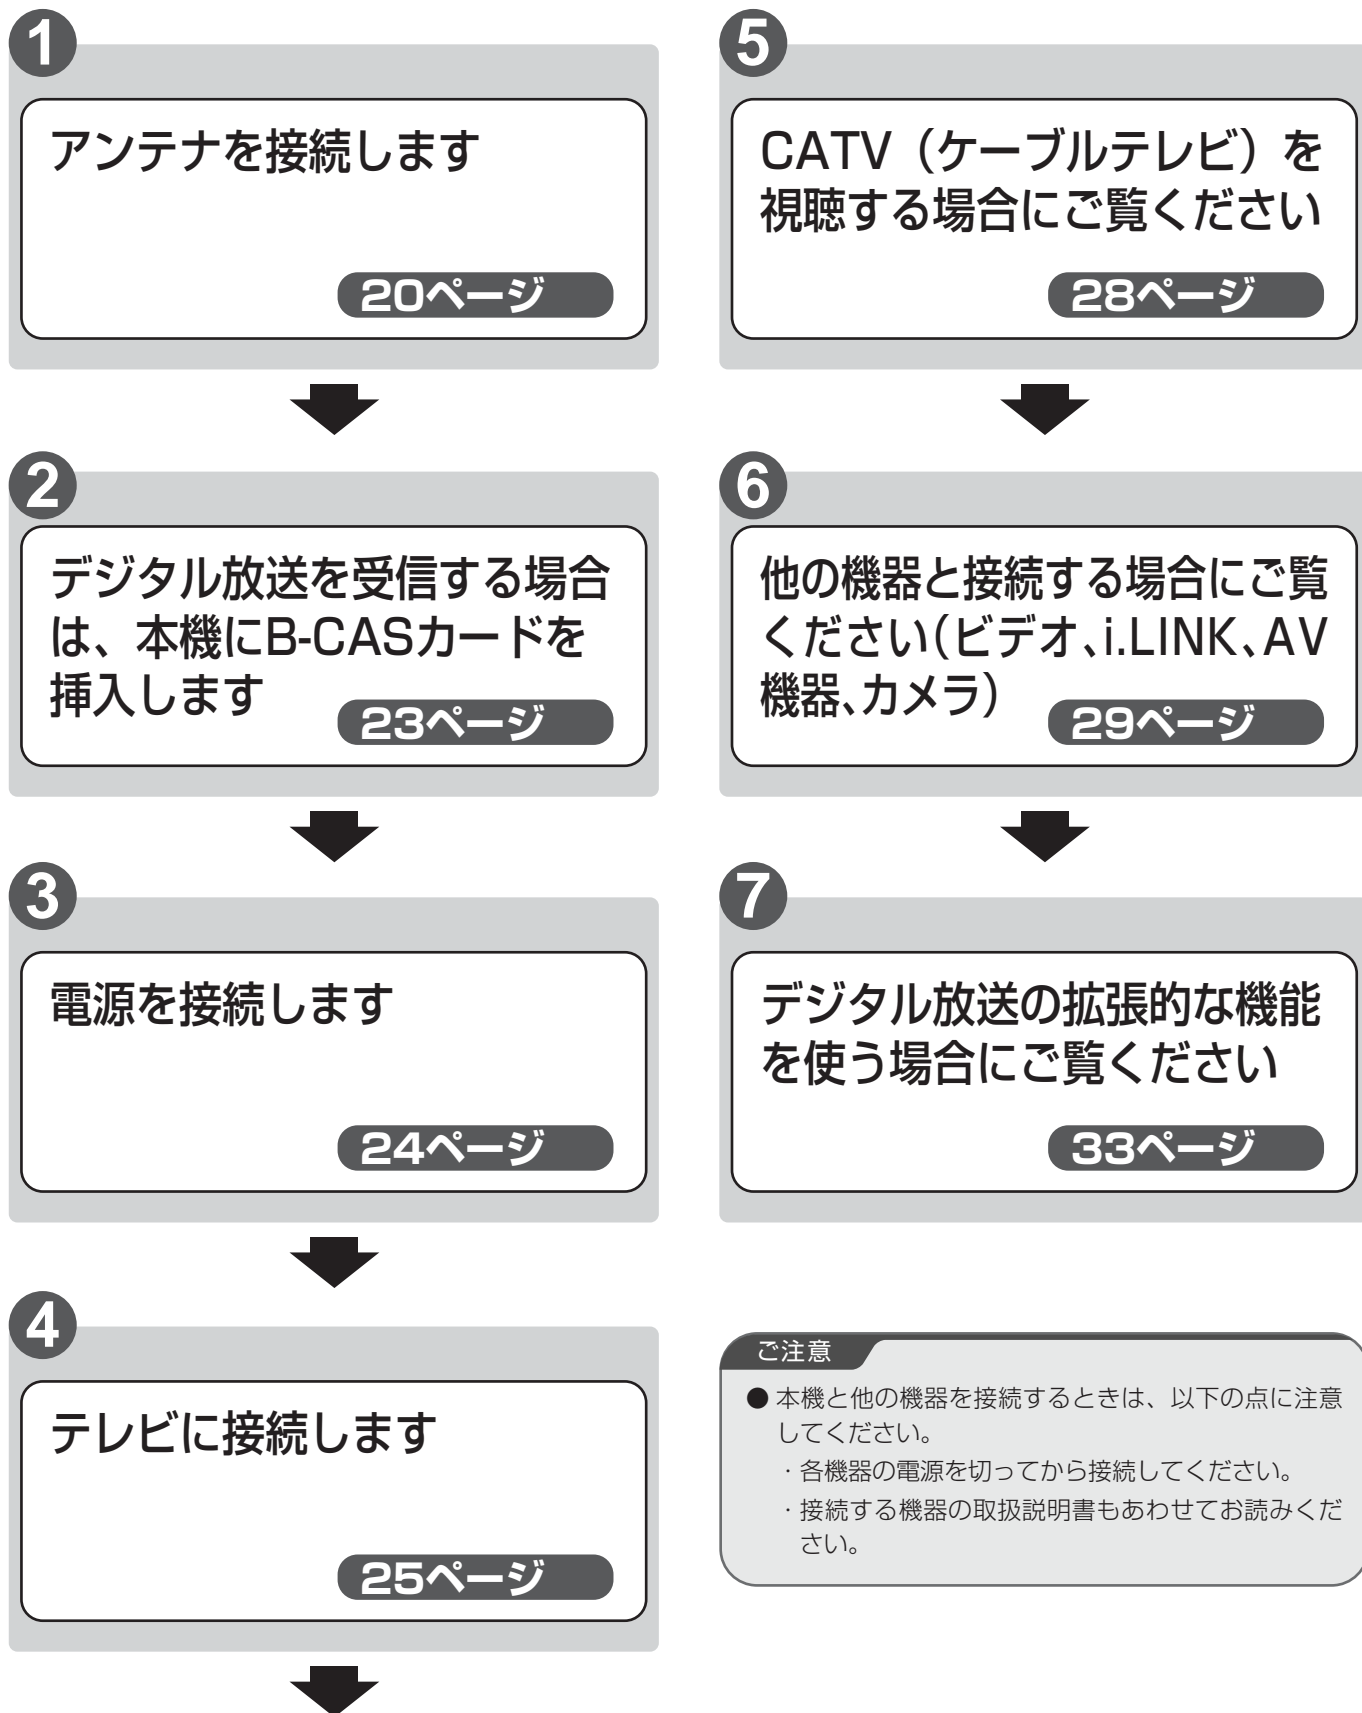 1
アンテナを接続します
20ページ
2
デジタル放送を受信する場合
は、本機にB-CASカードを
挿入します
23ページ
3
電源を接続します
24ページ
4
テレビに接続します
25ページ
5
CATV（ケーブルテレビ）を
視聴する場合にご覧ください
28ページ
6
他の機器と接続する場合にご覧
ください（ビデオ、i.LINK、AV
機器、カメラ）
29ページ
7
デジタル放送の拡張的な機能
を使う場合にご覧ください
33ページ
ご注意
● 本機と他の機器を接続するときは、以下の点に注意
してください。
・各機器の電源を切ってから接続してください。
・接続する機器の取扱説明書もあわせてお読みくだ
さい。